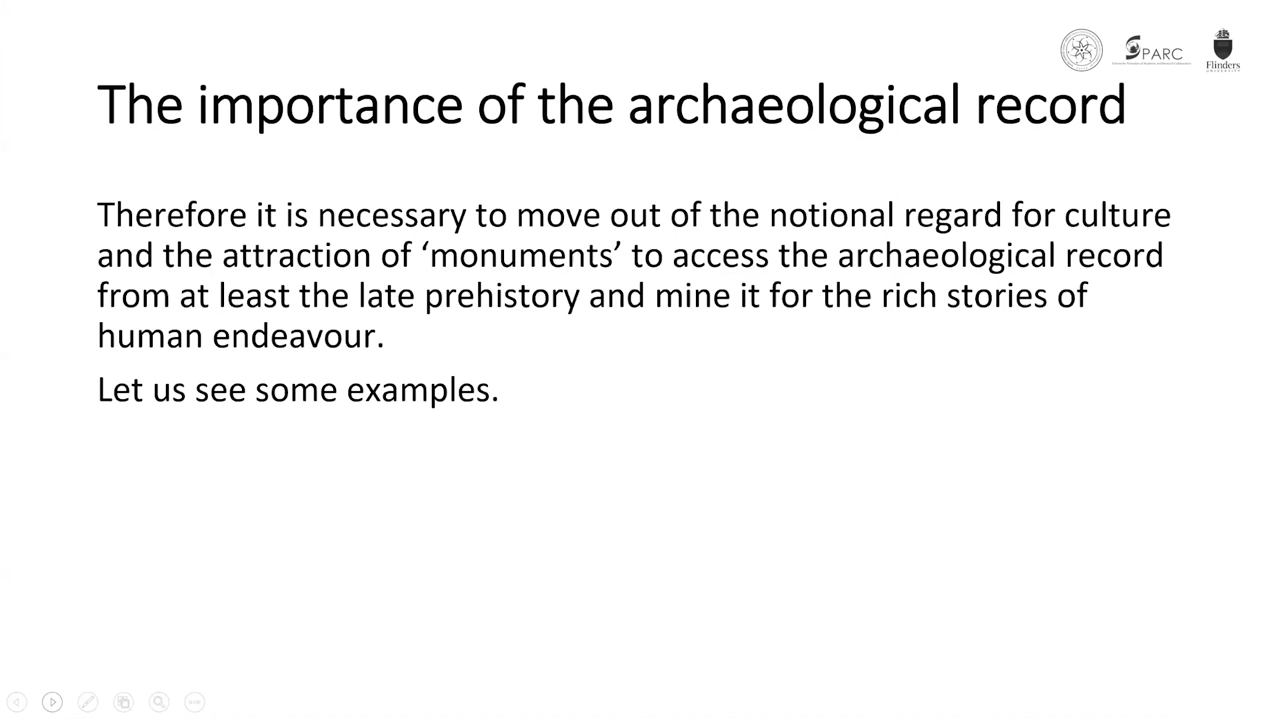 SPARC
Flinders
UNIVERSITY
The importance of the archaeological record
Therefore it is necessary to move out of the notional regard for culture
and the attraction of ‘monuments’ to access the archaeological record
from at least the late prehistory and mine it for the rich stories of
human endeavour.
Let us see some examples.